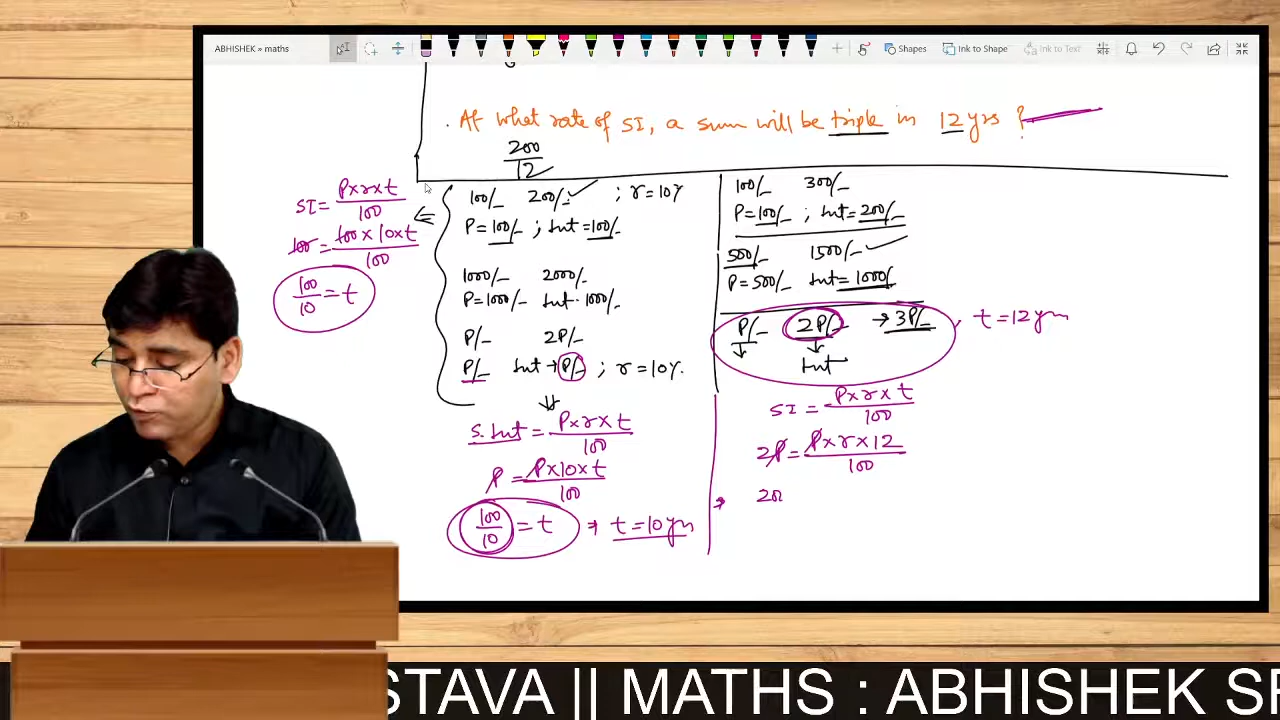 ABHISHEK » maths
Shapes
Ink to Shape
Ink to Text
At what rate of SI, a sum will be triple in 12 yrs ?
200/12
SI = P×r×t/100
100 = 100×10×t/100
100/10 = t
100/- 200/- ; r=10%
P=100/- ; Int=100/-
1000/- 2000/-
P=1000/- Int·1000/-
P/- 2P/-
P/- Int→P/- ; r=10%.
⇓
S.Int = P×r×t/100
P = P×10×t/100
100/10 = t → t=10 yrs
100/- 300/-
P=100/- ; Int=200/-
500/- 1500/-
P=500/- Int=1000/-
P/- 2P/- → 3P/- , t=12 yrs
↓ ↓
Int
SI = P×r×t/100
2P = P×r×12/100
→ 200
STAVA || MATHS : ABHISHEK SR